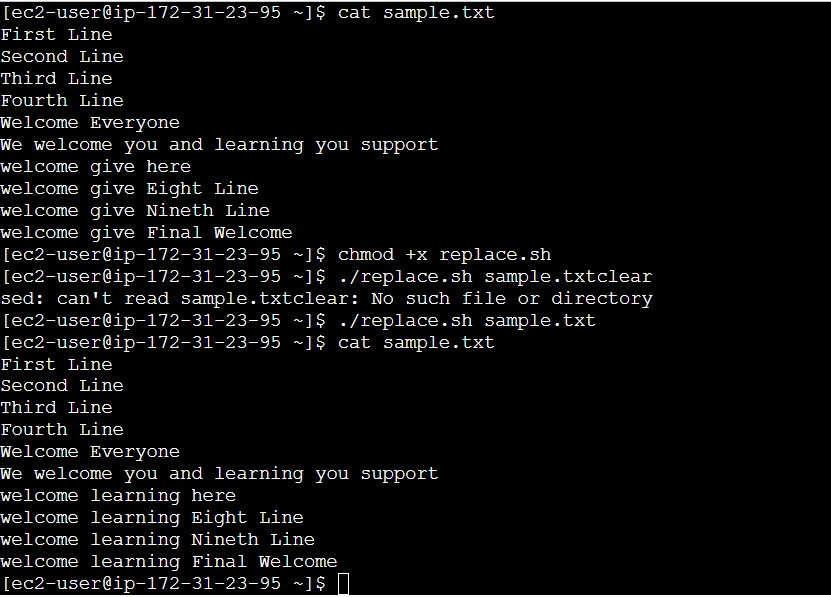 [ec2-user@ip-172-31-23-95 ~]$ cat sample.txt
First Line
Second Line
Third Line
Fourth Line
Welcome Everyone
We welcome you and learning you support
welcome give here
welcome give Eight Line
welcome give Nineth Line
welcome give Final Welcome
[ec2-user@ip-172-31-23-95 ~]$ chmod +x replace.sh
[ec2-user@ip-172-31-23-95 ~]$ ./replace.sh sample.txtclear
sed: can't read sample.txtclear: No such file or directory
[ec2-user@ip-172-31-23-95 ~]$ ./replace.sh sample.txt
[ec2-user@ip-172-31-23-95 ~]$ cat sample.txt
First Line
Second Line
Third Line
Fourth Line
Welcome Everyone
We welcome you and learning you support
welcome learning here
welcome learning Eight Line
welcome learning Nineth Line
welcome learning Final Welcome
[ec2-user@ip-172-31-23-95 ~]$